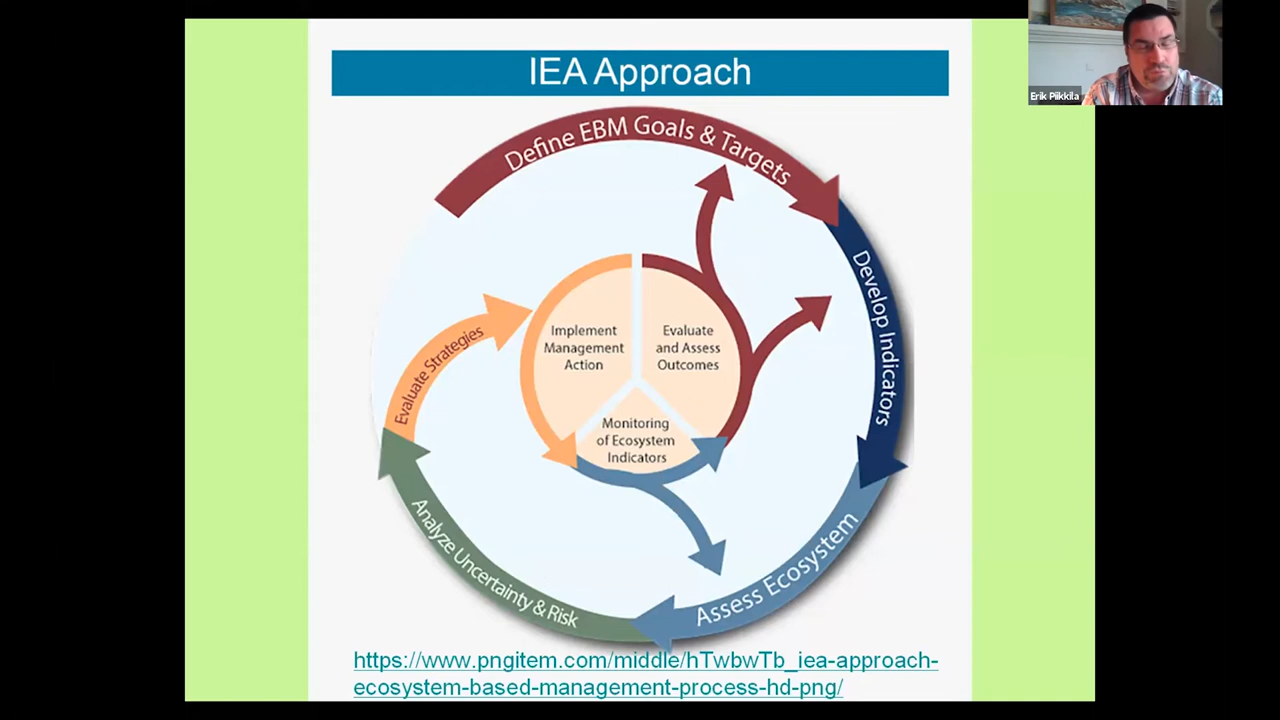 IEA Approach
Erik Piikkila
Define EBM Goals & Targets
Develop Indicators
Assess Ecosystem
Analyze Uncertainty & Risk
Evaluate Strategies
Implement
Management
Action
Evaluate
and Assess
Outcomes
Monitoring
of Ecosystem
Indicators
https://www.pngitem.com/middle/hTwbwTb_iea-approach-
ecosystem-based-management-process-hd-png/